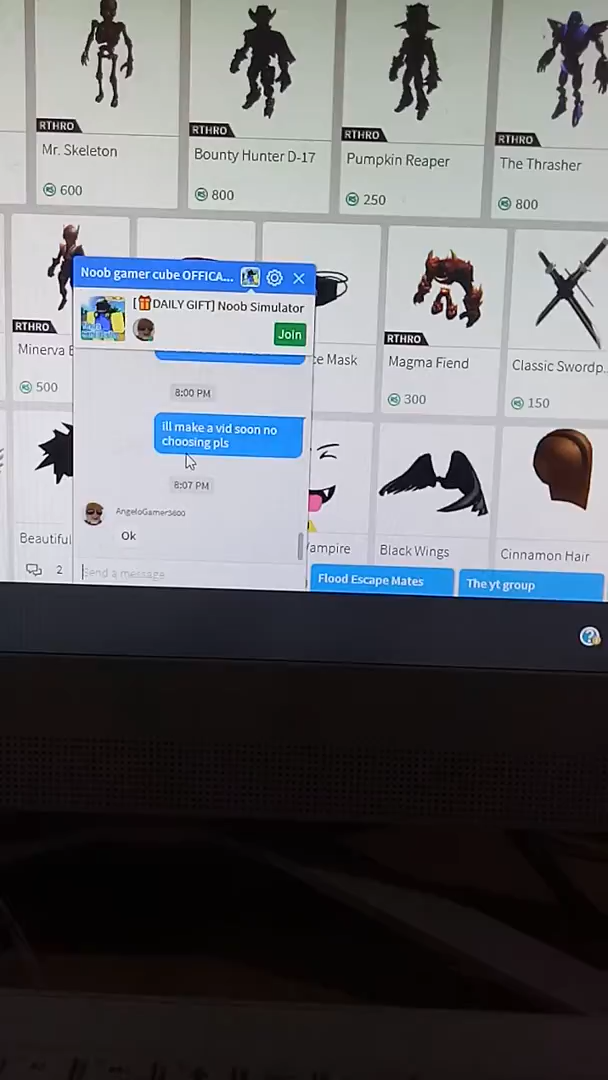 RTHRO
Mr. Skeleton
600
RTHRO
Bounty Hunter D-17
800
RTHRO
Pumpkin Reaper
250
RTHRO
The Thrasher
800
RTHRO
Minerva
500
Noob gamer cube OFFICA...
[🎁DAILY GIFT] Noob Simulator
Join
8:00 PM
ill make a vid soon no
choosing pls
8:07 PM
AngeloGamer5600
Ok
Send a message
Mask
RTHRO
Magma Fiend
300
Classic Swordp...
150
Beautiful
Black Wings
Cinnamon Hair
2
Flood Escape Mates
The yt group